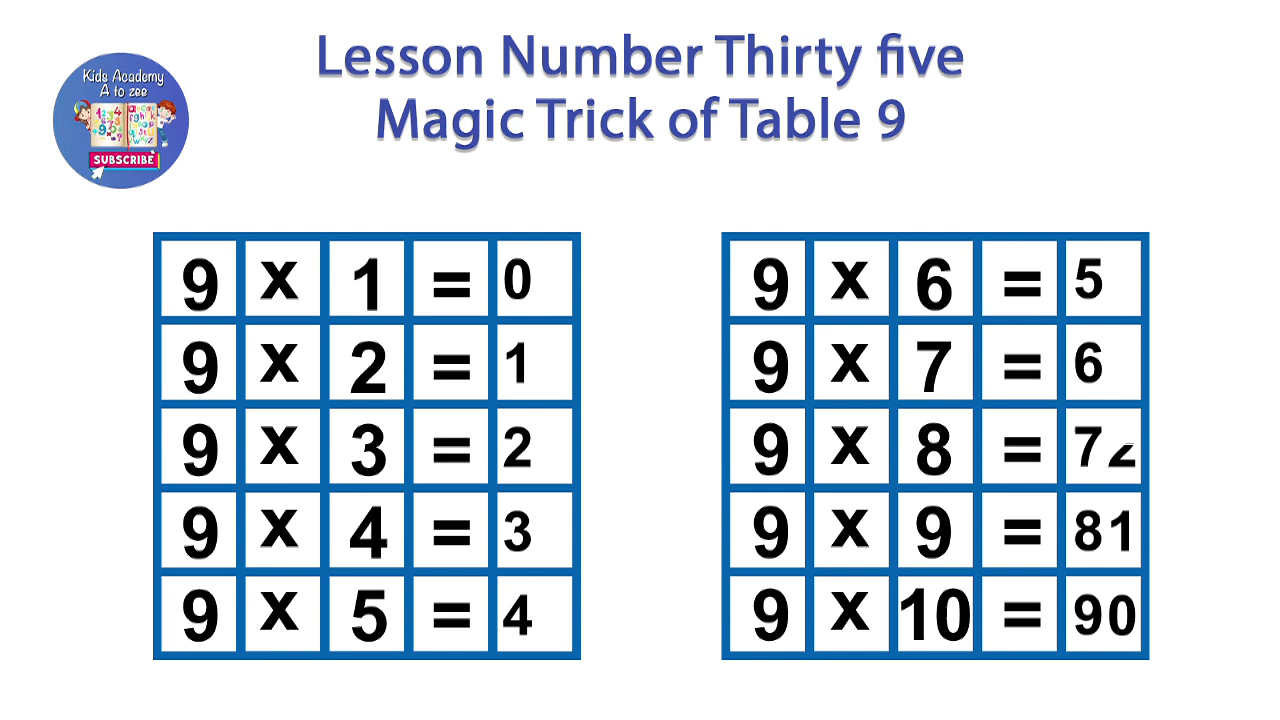 Lesson Number Thirty five
Magic Trick of Table 9
Kids Academy
A to zee
SUBSCRIBE
9 x 1 = 0
9 x 2 = 1
9 x 3 = 2
9 x 4 = 3
9 x 5 = 4
9 x 6 = 5
9 x 7 = 6
9 x 8 = 72
9 x 9 = 81
9 x 10 = 90